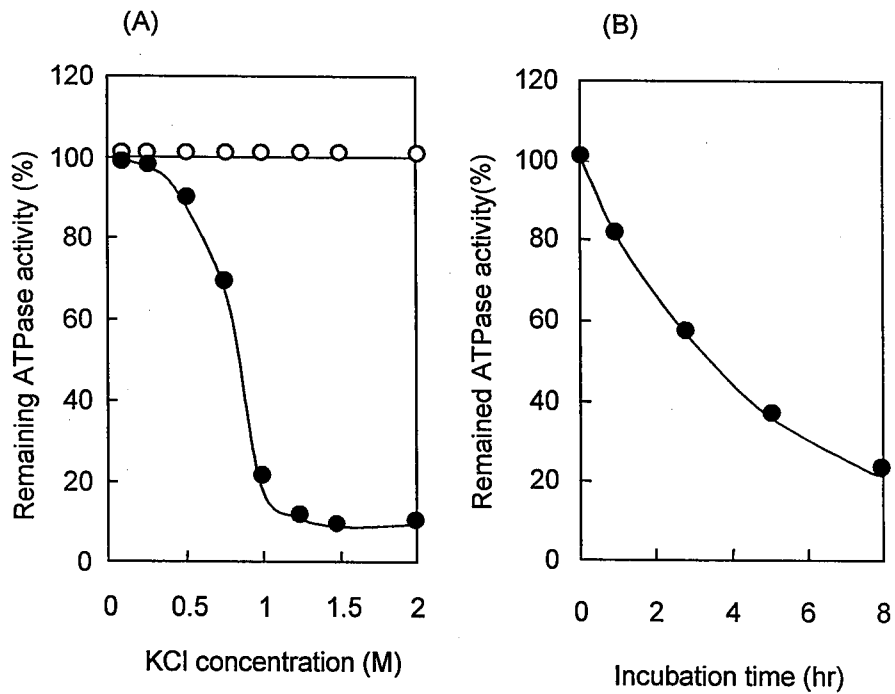 (A)
120
100
80
60
40
20
0
0 0.5 1 1.5 2
Remaining ATPase activity (%)
KCl concentration (M)
(B)
120
100
80
60
40
20
0
0 2 4 6 8
Remained ATPase activity(%)
Incubation time (hr)